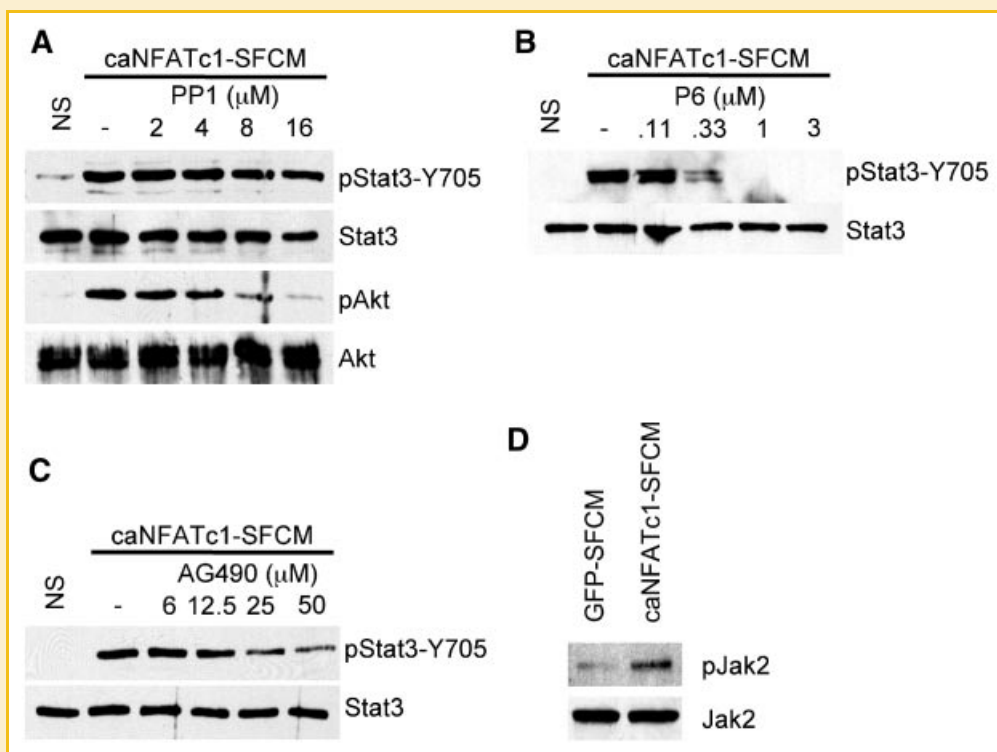 A
caNFATc1-SFCM
PP1 (μM)
NS - 2 4 8 16
pStat3-Y705
Stat3
pAkt
Akt
B
caNFATc1-SFCM
P6 (μM)
NS - .11 .33 1 3
pStat3-Y705
Stat3
C
caNFATc1-SFCM
AG490 (μM)
NS - 6 12.5 25 50
pStat3-Y705
Stat3
D
GFP-SFCM
caNFATc1-SFCM
pJak2
Jak2